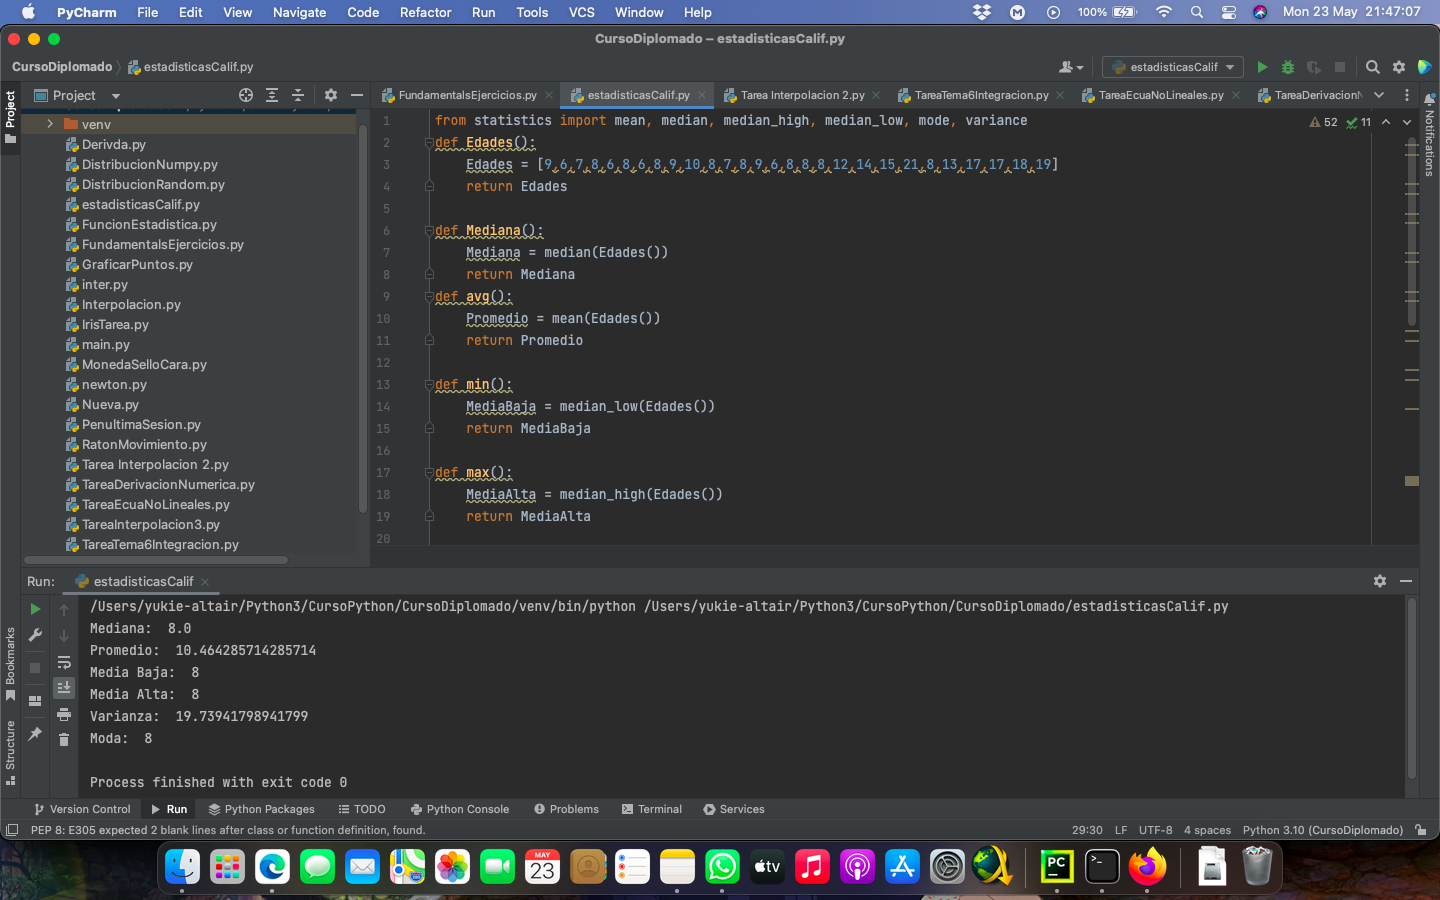 PyCharm File Edit View Navigate Code Refactor Run Tools VCS Window Help 100% Mon 23 May 21:47:07
CursoDiplomado – estadisticasCalif.py
CursoDiplomado estadisticasCalif.py estadisticasCalif
Project FundamentalsEjercicios.py estadisticasCalif.py Tarea Interpolacion 2.py TareaTema6Integracion.py TareaEcuaNoLineales.py TareaDerivacionN
Project
Notifications
Bookmarks
Structure
venv
Derivda.py
DistribucionNumpy.py
DistribucionRandom.py
estadisticasCalif.py
FuncionEstadistica.py
FundamentalsEjercicios.py
GraficarPuntos.py
inter.py
Interpolacion.py
IrisTarea.py
main.py
MonedaSelloCara.py
newton.py
Nueva.py
PenultimaSesion.py
RatonMovimiento.py
Tarea Interpolacion 2.py
TareaDerivacionNumerica.py
TareaEcuaNoLineales.py
TareaInterpolacion3.py
TareaTema6Integracion.py
52 11
1 from statistics import mean, median, median_high, median_low, mode, variance
2 def Edades():
3 Edades = [9,6,7,8,6,8,6,8,9,10,8,7,8,9,6,8,8,8,12,14,15,21,8,13,17,17,18,19]
4 return Edades
5
6 def Mediana():
7 Mediana = median(Edades())
8 return Mediana
9 def avg():
10 Promedio = mean(Edades())
11 return Promedio
12
13 def min():
14 MediaBaja = median_low(Edades())
15 return MediaBaja
16
17 def max():
18 MediaAlta = median_high(Edades())
19 return MediaAlta
20
Run: estadisticasCalif
/Users/yukie-altair/Python3/CursoPython/CursoDiplomado/venv/bin/python /Users/yukie-altair/Python3/CursoPython/CursoDiplomado/estadisticasCalif.py
Mediana:  8.0
Promedio:  10.464285714285714
Media Baja:  8
Media Alta:  8
Varianza:  19.73941798941799
Moda:  8
Process finished with exit code 0
Version Control Run Python Packages TODO Python Console Problems Terminal Services
PEP 8: E305 expected 2 blank lines after class or function definition, found. 29:30 LF UTF-8 4 spaces Python 3.10 (CursoDiplomado)
MAY
23
tv
PC